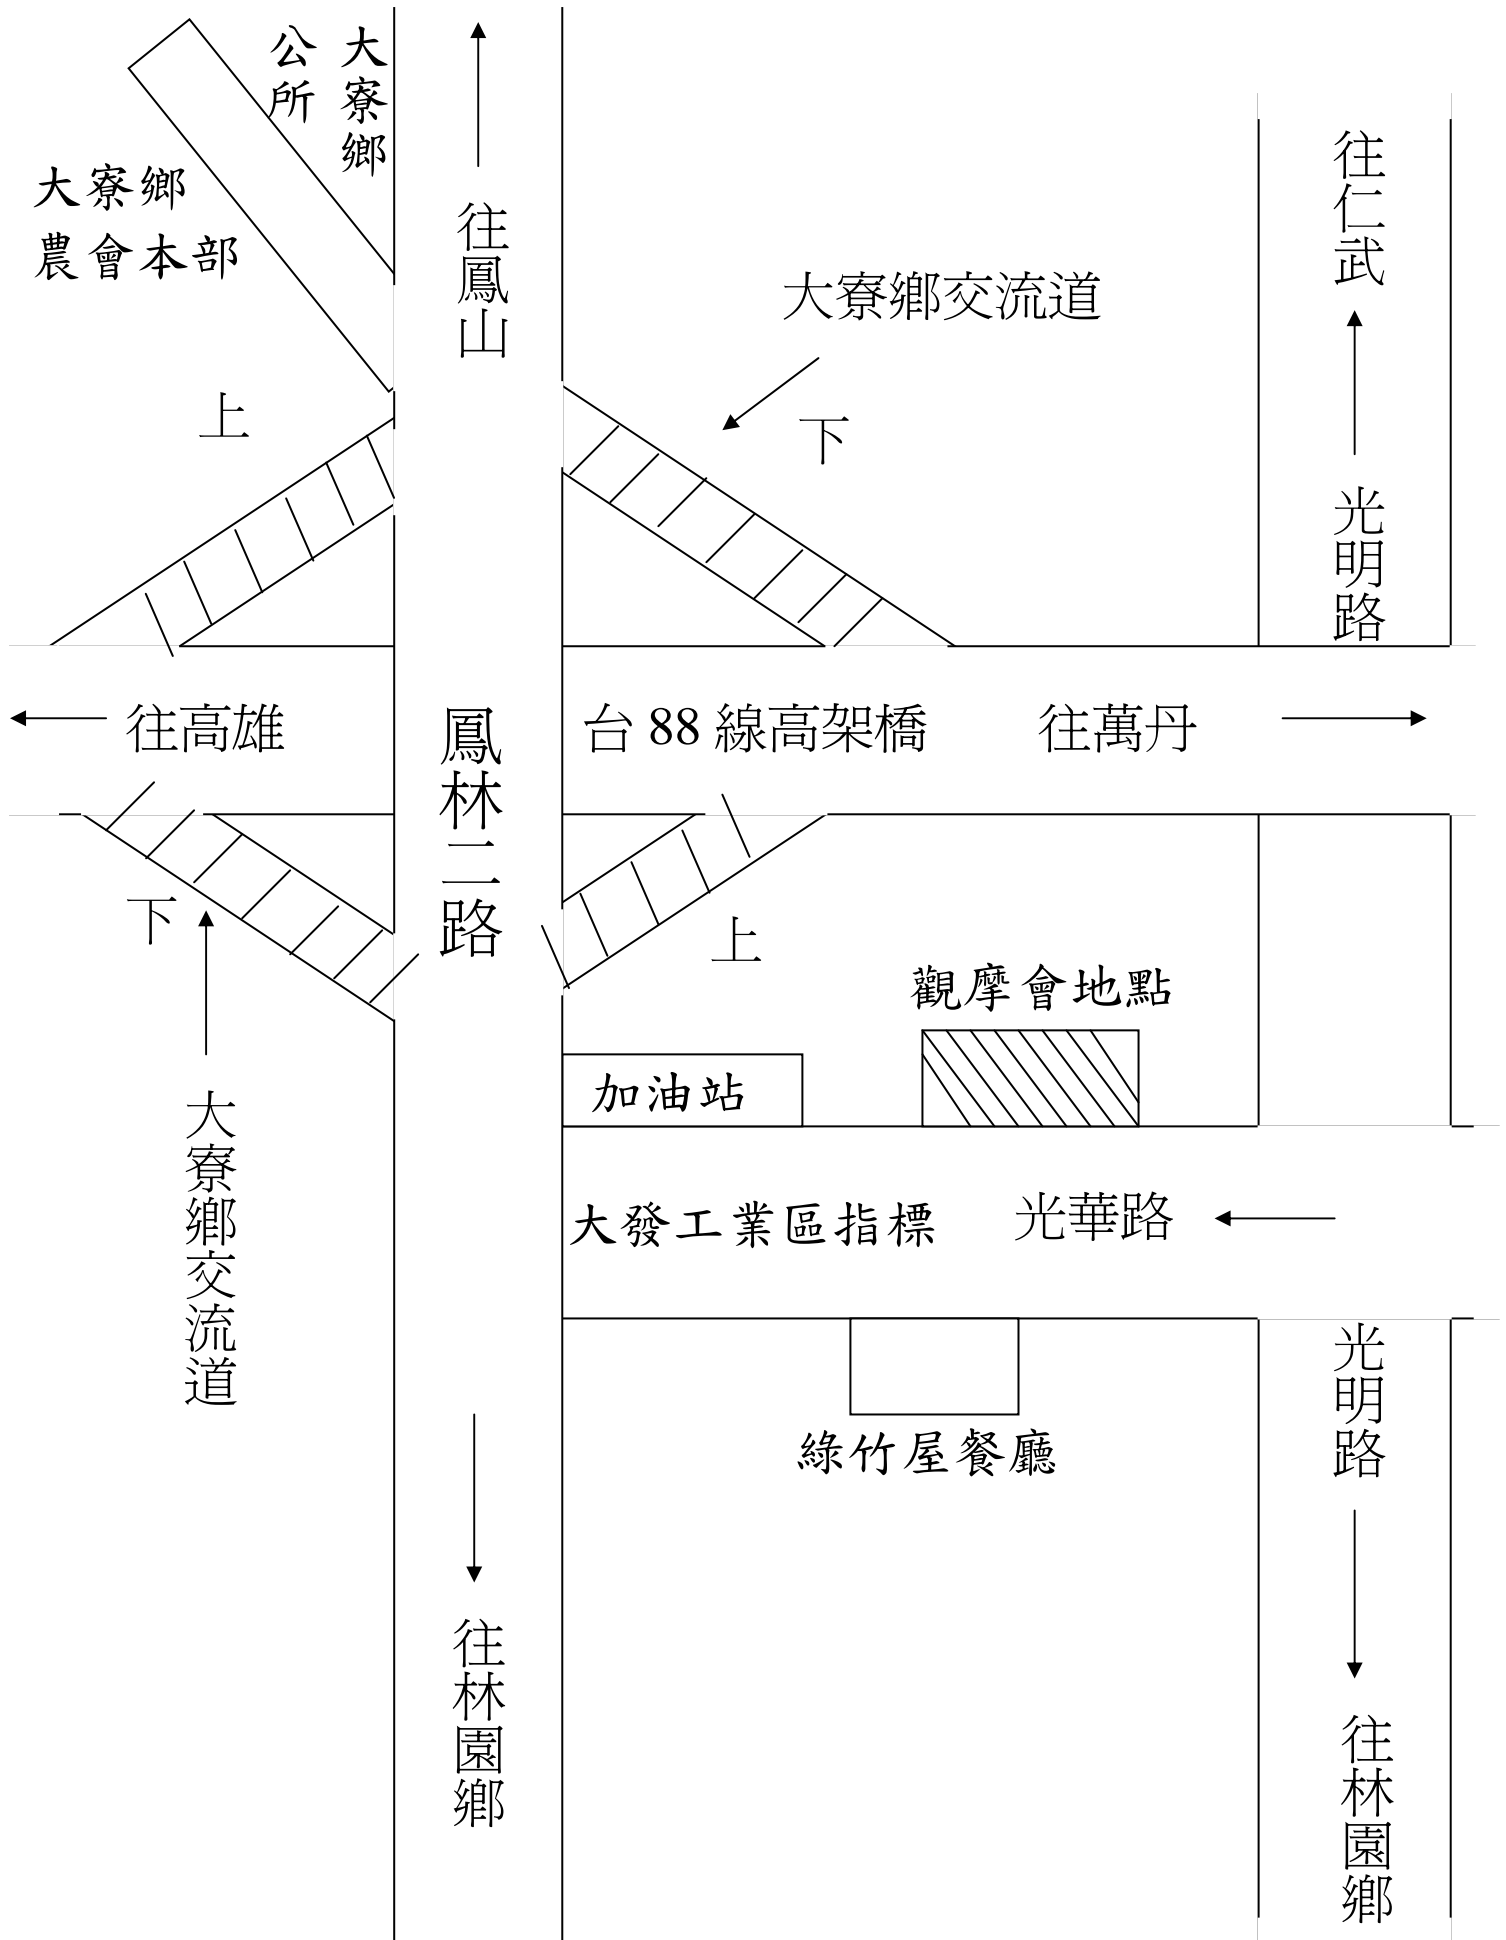 大寮鄉
公所
大寮鄉
農會本部
往鳳山
大寮鄉交流道
往仁武
上
下
光明路
往高雄
鳳林二路
台 88 線高架橋
往萬丹
下
上
觀摩會地點
加油站
大寮鄉交流道
大發工業區指標
光華路
光明路
綠竹屋餐廳
往林園鄉
往林園鄉